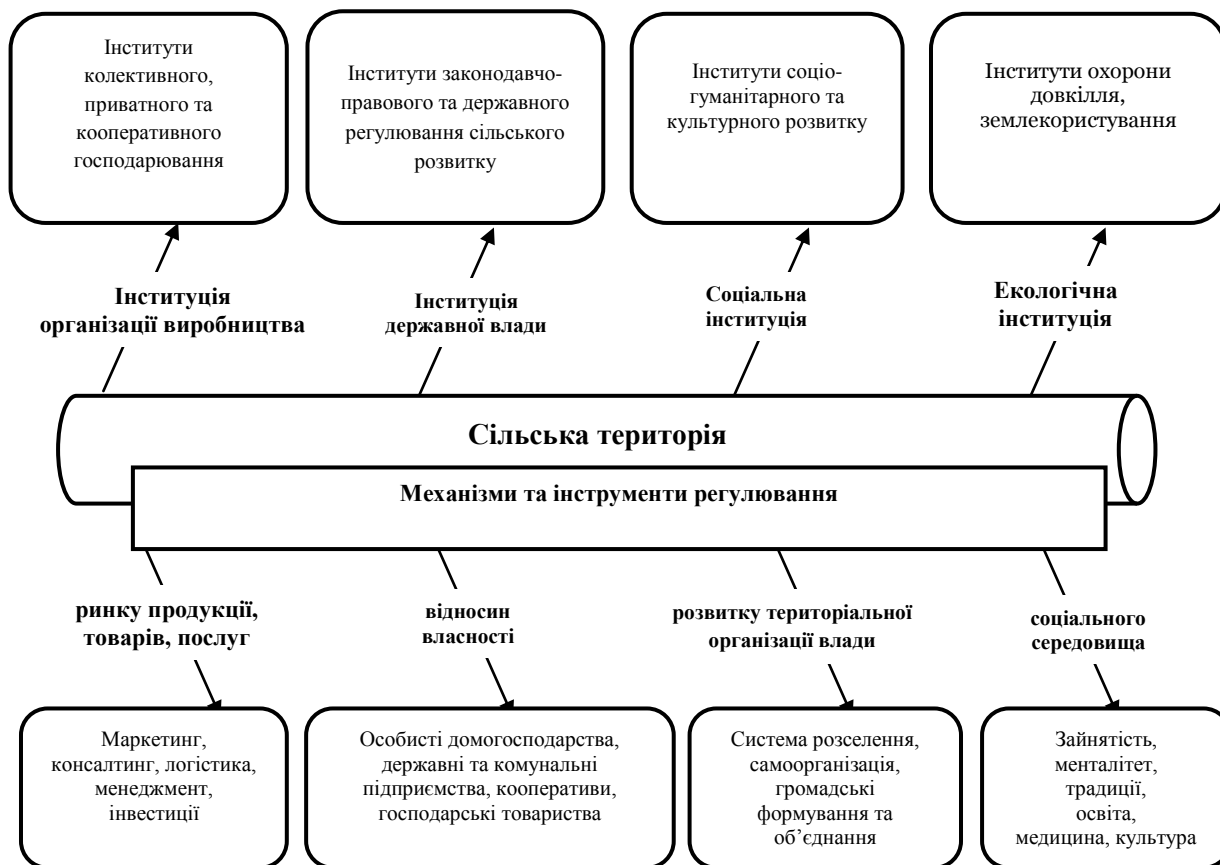 Інститути
колективного,
приватного та
кооперативного
господарювання
Інститути законодавчо-
правового та державного
регулювання сільського
розвитку
Інститути соціо-
гуманітарного та
культурного розвитку
Інститути охорони
довкілля,
землекористування
Інституція
організації виробництва
Інституція
державної влади
Соціальна
інституція
Екологічна
інституція
Сільська територія
Механізми та інструменти регулювання
ринку продукції,
товарів, послуг
відносин
власності
розвитку територіальної
організації влади
соціального
середовища
Маркетинг,
консалтинг, логістика,
менеджмент,
інвестиції
Особисті домогосподарства,
державні та комунальні
підприємства, кооперативи,
господарські товариства
Система розселення,
самоорганізація,
громадські
формування та
об’єднання
Зайнятість,
менталітет,
традиції,
освіта,
медицина, культура